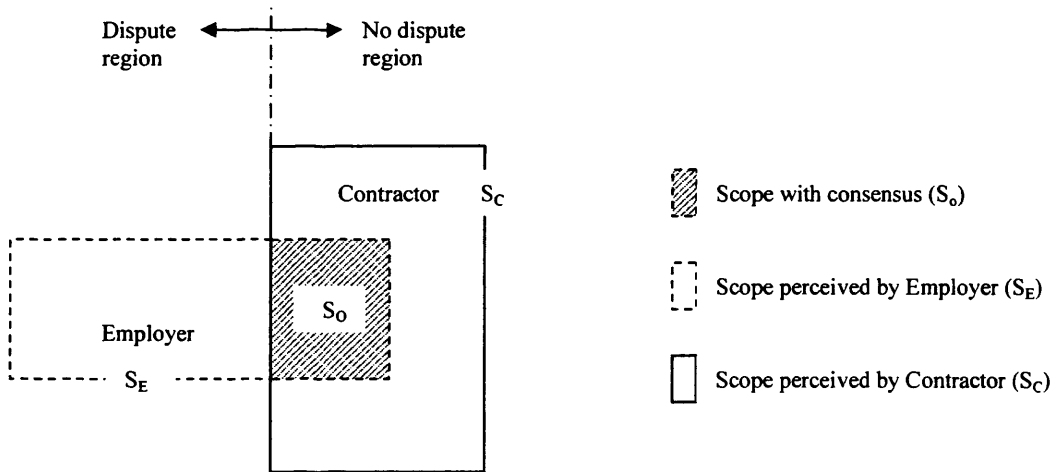 Dispute
region
No dispute
region
Contractor
S_C
S_O
Employer
S_E
Scope with consensus (S_o)
Scope perceived by Employer (S_E)
Scope perceived by Contractor (S_C)